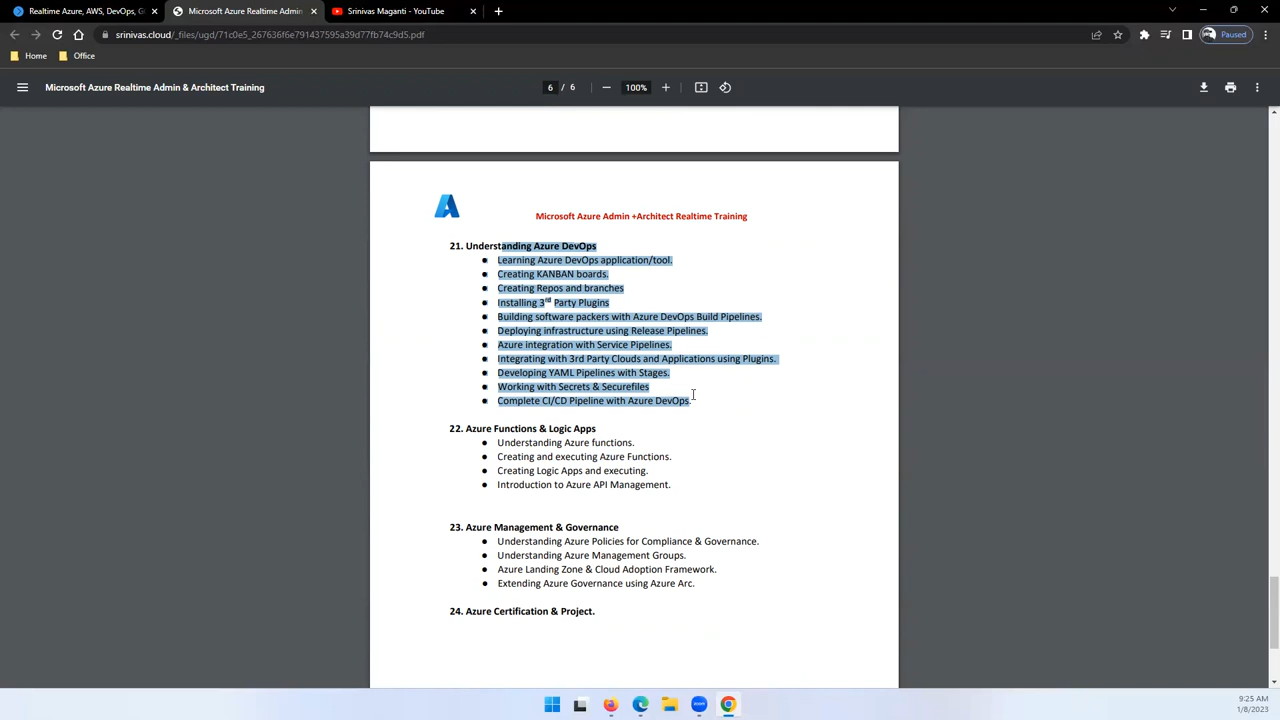 Realtime Azure, AWS, DevOps, G
Microsoft Azure Realtime Admin
Srinivas Maganti - YouTube
srinivas.cloud/_files/ugd/71c0e5_267636f6e791437595a39d77fb74c9d5.pdf
Paused
Home
Office
Microsoft Azure Realtime Admin & Architect Training
6 / 6
100%
Microsoft Azure Admin +Architect Realtime Training
21. Understanding Azure DevOps
● Learning Azure DevOps application/tool.
● Creating KANBAN boards.
● Creating Repos and branches
● Installing 3rd Party Plugins
● Building software packers with Azure DevOps Build Pipelines.
● Deploying infrastructure using Release Pipelines.
● Azure integration with Service Pipelines.
● Integrating with 3rd Party Clouds and Applications using Plugins.
● Developing YAML Pipelines with Stages.
● Working with Secrets & Securefiles
● Complete CI/CD Pipeline with Azure DevOps.
22. Azure Functions & Logic Apps
● Understanding Azure functions.
● Creating and executing Azure Functions.
● Creating Logic Apps and executing.
● Introduction to Azure API Management.
23. Azure Management & Governance
● Understanding Azure Policies for Compliance & Governance.
● Understanding Azure Management Groups.
● Azure Landing Zone & Cloud Adoption Framework.
● Extending Azure Governance using Azure Arc.
24. Azure Certification & Project.
zoom
9:25 AM
1/8/2023